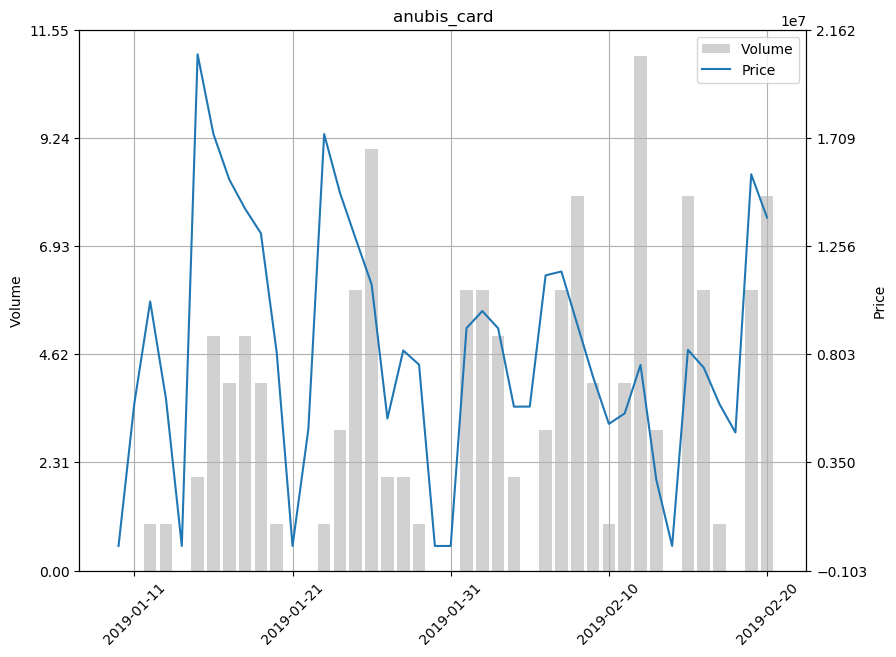 anubis_card
1e7
11.55
9.24
6.93
4.62
2.31
0.00
Volume
2.162
1.709
1.256
0.803
0.350
−0.103
Price
Volume
Price
2019-01-11
2019-01-21
2019-01-31
2019-02-10
2019-02-20